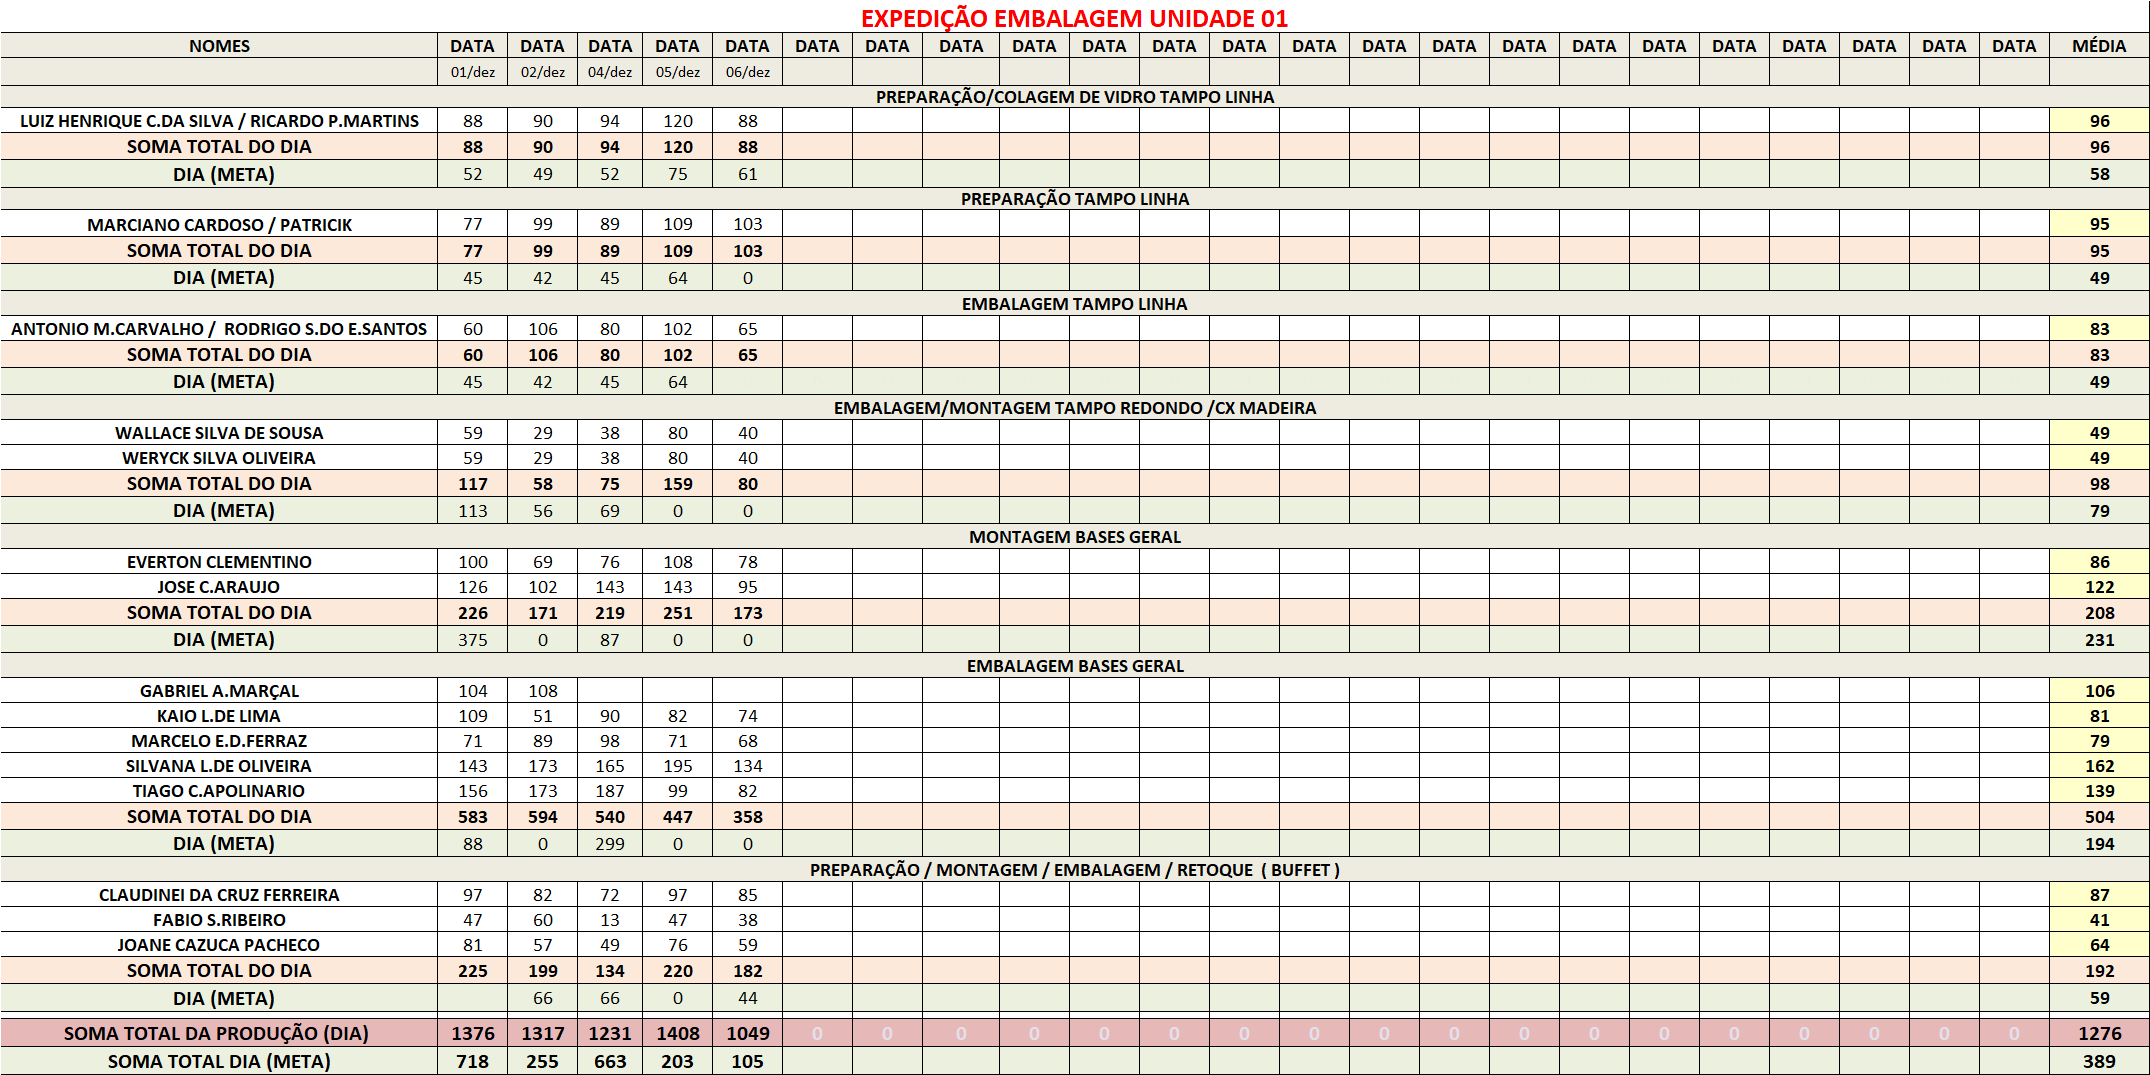 EXPEDIÇÃO EMBALAGEM UNIDADE 01
NOMES DATA DATA DATA DATA DATA DATA DATA DATA DATA DATA DATA DATA DATA DATA DATA DATA DATA DATA DATA DATA DATA DATA DATA MÉDIA
01/dez 02/dez 04/dez 05/dez 06/dez
PREPARAÇÃO/COLAGEM DE VIDRO TAMPO LINHA
LUIZ HENRIQUE C.DA SILVA / RICARDO P.MARTINS 88 90 94 120 88 96
SOMA TOTAL DO DIA 88 90 94 120 88 96
DIA (META) 52 49 52 75 61 58
PREPARAÇÃO TAMPO LINHA
MARCIANO CARDOSO / PATRICIK 77 99 89 109 103 95
SOMA TOTAL DO DIA 77 99 89 109 103 95
DIA (META) 45 42 45 64 0 49
EMBALAGEM TAMPO LINHA
ANTONIO M.CARVALHO / RODRIGO S.DO E.SANTOS 60 106 80 102 65 83
SOMA TOTAL DO DIA 60 106 80 102 65 83
DIA (META) 45 42 45 64 49
EMBALAGEM/MONTAGEM TAMPO REDONDO /CX MADEIRA
WALLACE SILVA DE SOUSA 59 29 38 80 40 49
WERYCK SILVA OLIVEIRA 59 29 38 80 40 49
SOMA TOTAL DO DIA 117 58 75 159 80 98
DIA (META) 113 56 69 0 0 79
MONTAGEM BASES GERAL
EVERTON CLEMENTINO 100 69 76 108 78 86
JOSE C.ARAUJO 126 102 143 143 95 122
SOMA TOTAL DO DIA 226 171 219 251 173 208
DIA (META) 375 0 87 0 0 231
EMBALAGEM BASES GERAL
GABRIEL A.MARÇAL 104 108 106
KAIO L.DE LIMA 109 51 90 82 74 81
MARCELO E.D.FERRAZ 71 89 98 71 68 79
SILVANA L.DE OLIVEIRA 143 173 165 195 134 162
TIAGO C.APOLINARIO 156 173 187 99 82 139
SOMA TOTAL DO DIA 583 594 540 447 358 504
DIA (META) 88 0 299 0 0 194
PREPARAÇÃO / MONTAGEM / EMBALAGEM / RETOQUE ( BUFFET )
CLAUDINEI DA CRUZ FERREIRA 97 82 72 97 85 87
FABIO S.RIBEIRO 47 60 13 47 38 41
JOANE CAZUCA PACHECO 81 57 49 76 59 64
SOMA TOTAL DO DIA 225 199 134 220 182 192
DIA (META) 66 66 0 44 59
SOMA TOTAL DA PRODUÇÃO (DIA) 1376 1317 1231 1408 1049 0 0 0 0 0 0 0 0 0 0 0 0 0 0 0 0 0 0 1276
SOMA TOTAL DIA (META) 718 255 663 203 105 389